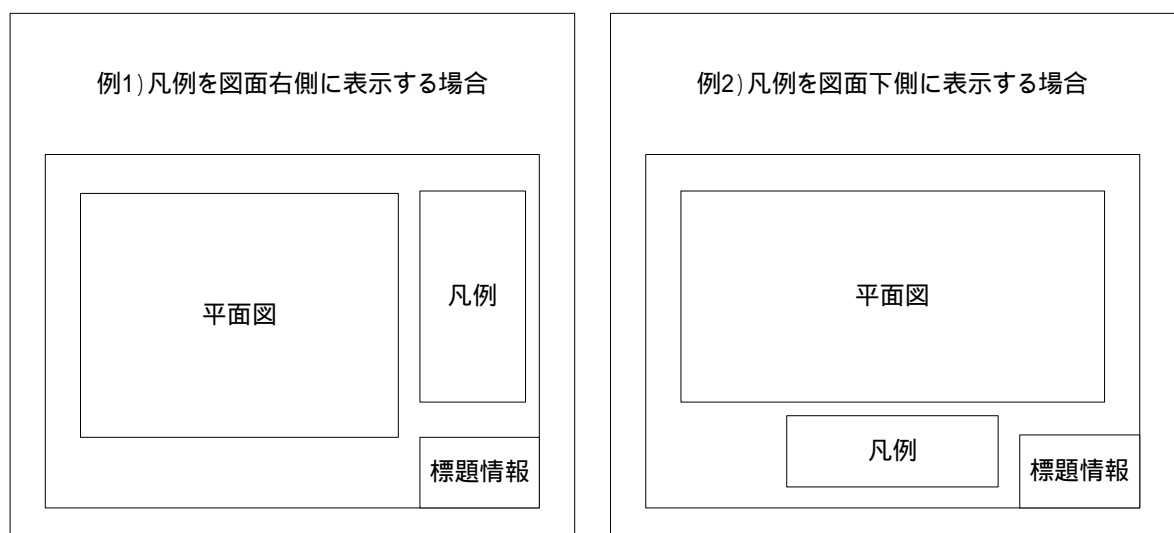 例1)凡例を図面右側に表示する場合
平面図
凡例
標題情報
例2)凡例を図面下側に表示する場合
平面図
凡例
標題情報